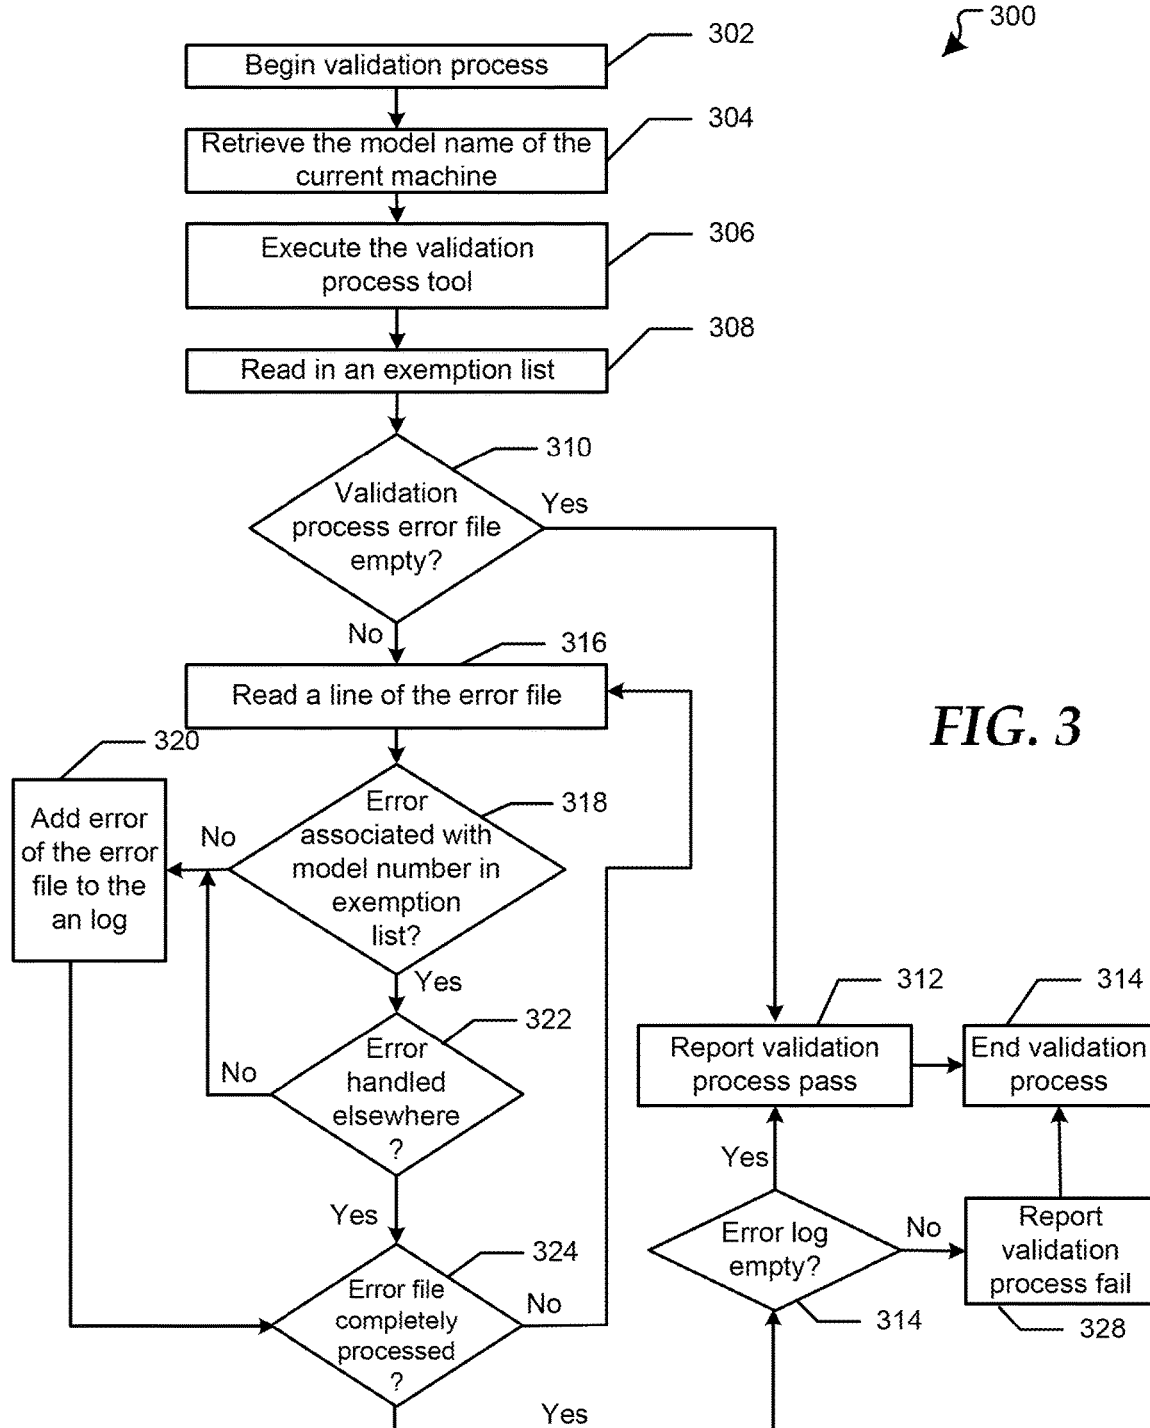 300
302
Begin validation process
304
Retrieve the model name of the
current machine
306
Execute the validation
process tool
308
Read in an exemption list
310
Validation
process error file
empty?
Yes
No
316
Read a line of the error file
FIG. 3
320
Add error
of the error
file to the
an log
No
318
Error
associated with
model number in
exemption
list?
Yes
322
Error
handled
elsewhere
?
No
Yes
324
Error file
completely
processed
?
No
Yes
312
Report validation
process pass
314
End validation
process
Yes
Error log
empty?
No
314
Report
validation
process fail
328